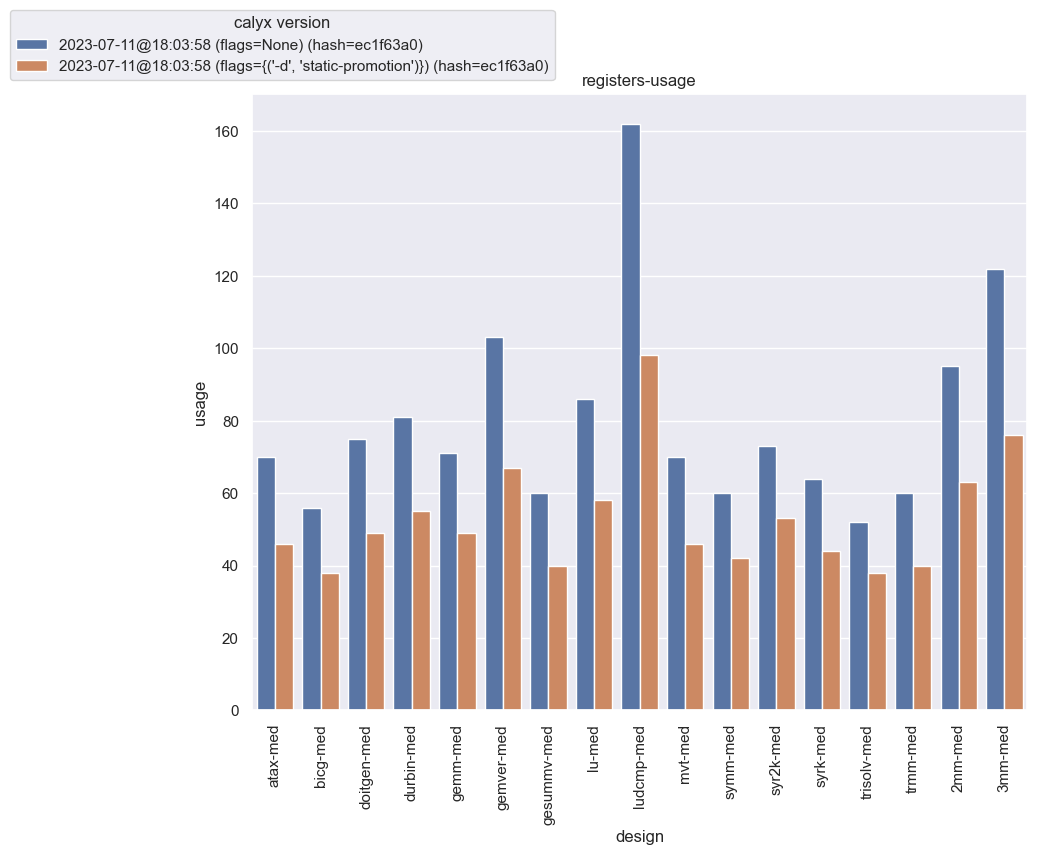 calyx version
2023-07-11@18:03:58 (flags=None) (hash=ec1f63a0)
2023-07-11@18:03:58 (flags={('-d', 'static-promotion')}) (hash=ec1f63a0)
registers-usage
160
140
120
100
80
60
40
20
0
usage
atax-med
bicg-med
doitgen-med
durbin-med
gemm-med
gemver-med
gesummv-med
lu-med
ludcmp-med
mvt-med
symm-med
syr2k-med
syrk-med
trisolv-med
trmm-med
2mm-med
3mm-med
design